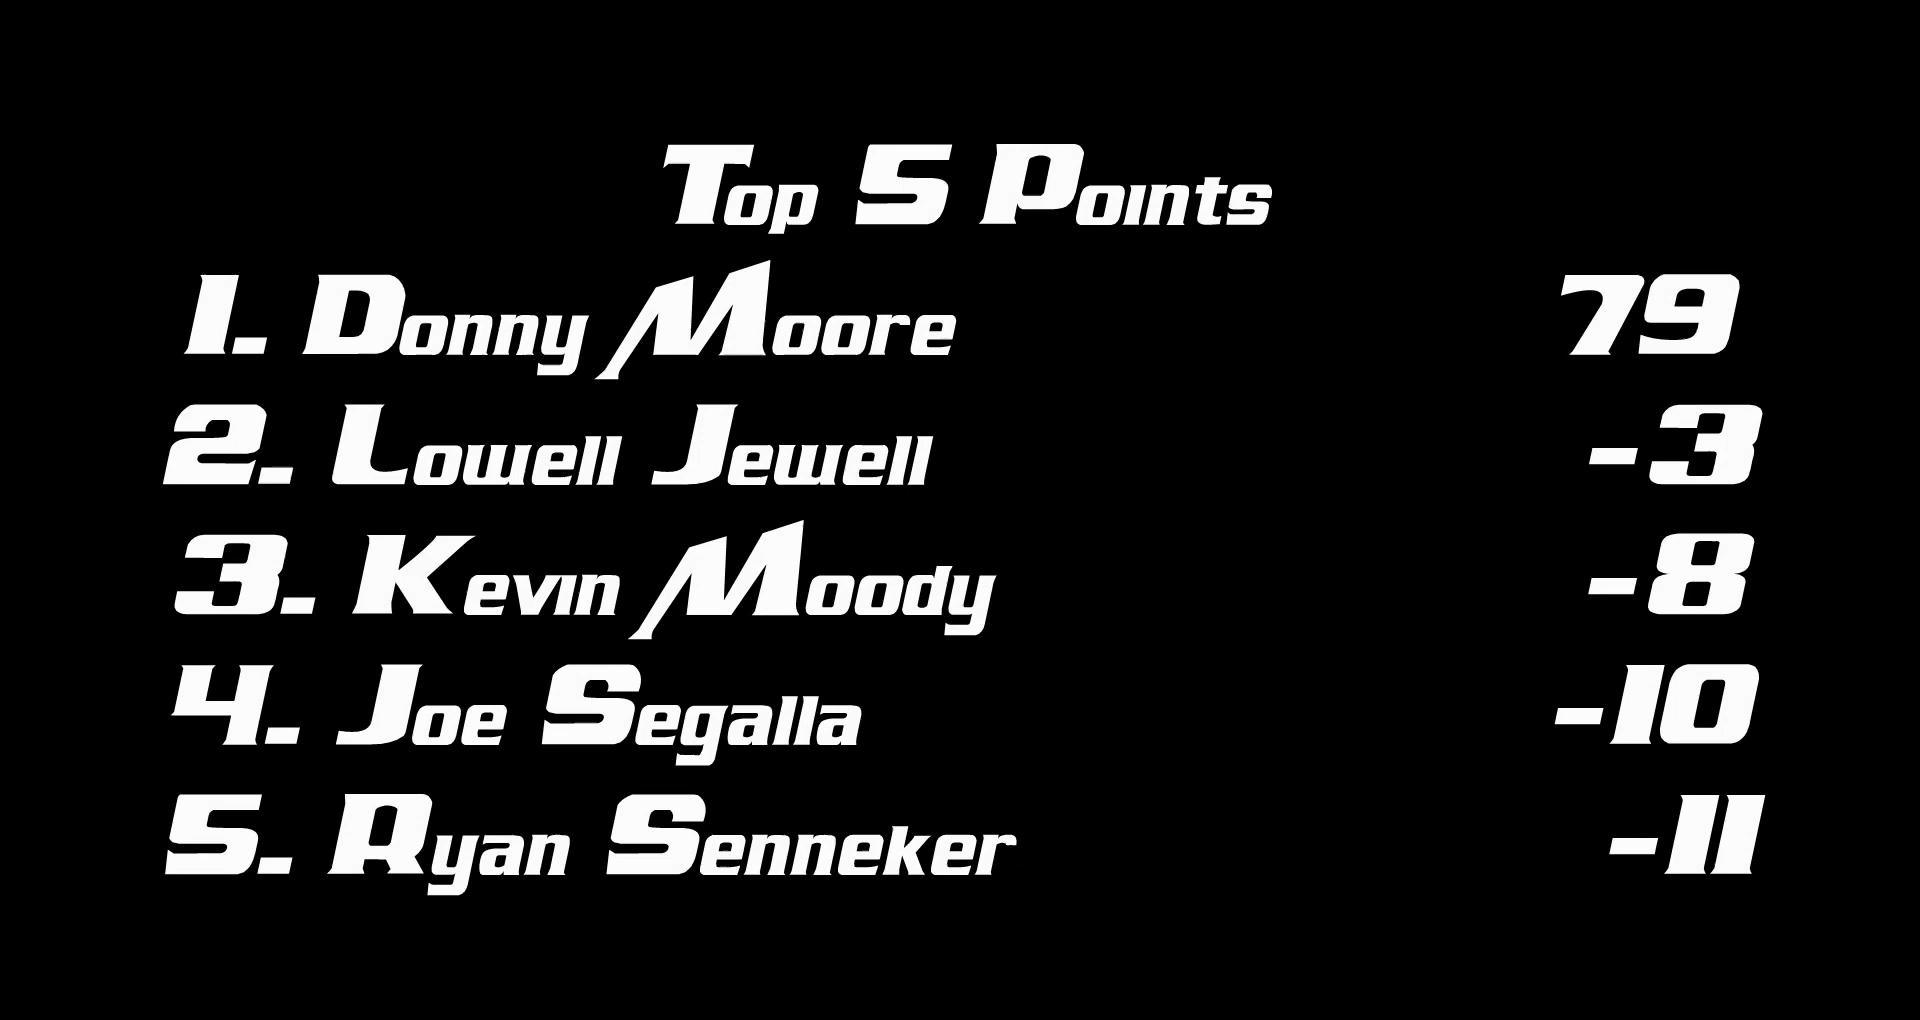 Top 5 Points
1. Donny Moore 79
2. Lowell Jewell -3
3. Kevin Moody -8
4. Joe Segalla -10
5. Ryan Senneker -11